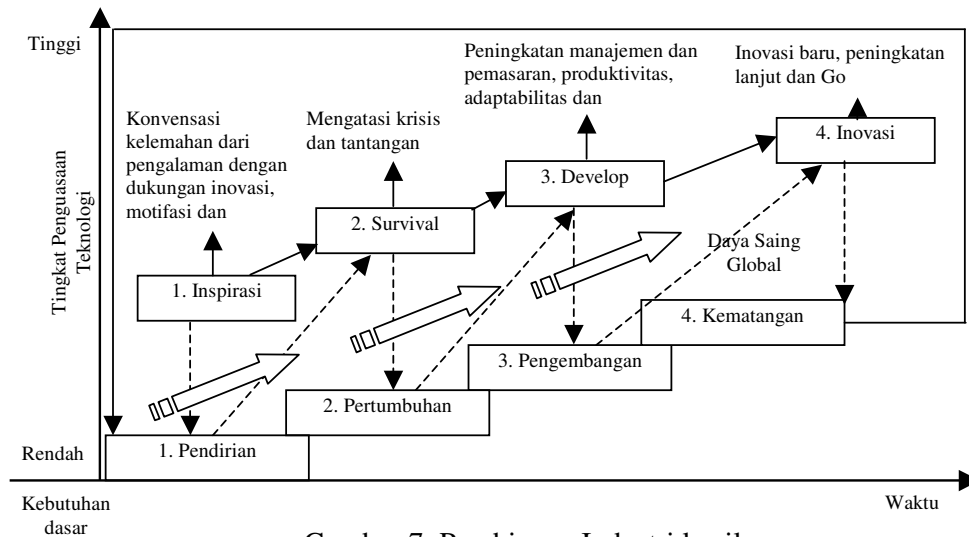 Tinggi
Peningkatan manajemen dan
pemasaran, produktivitas,
adaptabilitas dan
Inovasi baru, peningkatan
lanjut dan Go
Konvensasi
kelemahan dari
pengalaman dengan
dukungan inovasi,
motifasi dan
Mengatasi krisis
dan tantangan
4. Inovasi
3. Develop
2. Survival
1. Inspirasi
Tingkat Penguasaan
Teknologi
Daya Saing
Global
4. Kematangan
3. Pengembangan
2. Pertumbuhan
1. Pendirian
Rendah
Kebutuhan
dasar
Waktu